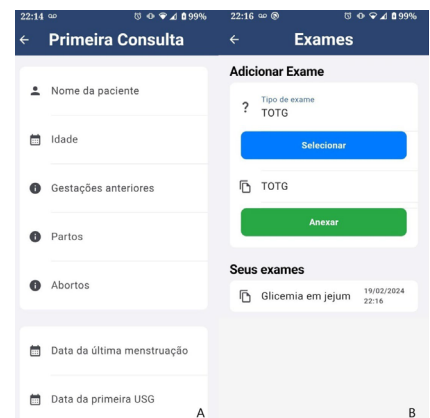 22:14 99%
Primeira Consulta
Nome da paciente
Idade
Gestações anteriores
Partos
Abortos
Data da última menstruação
Data da primeira USG
A
22:16 99%
Exames
Adicionar Exame
Tipo de exame
? TOTG
Selecionar
TOTG
Anexar
Seus exames
Glicemia em jejum 19/02/2024
22:16
B